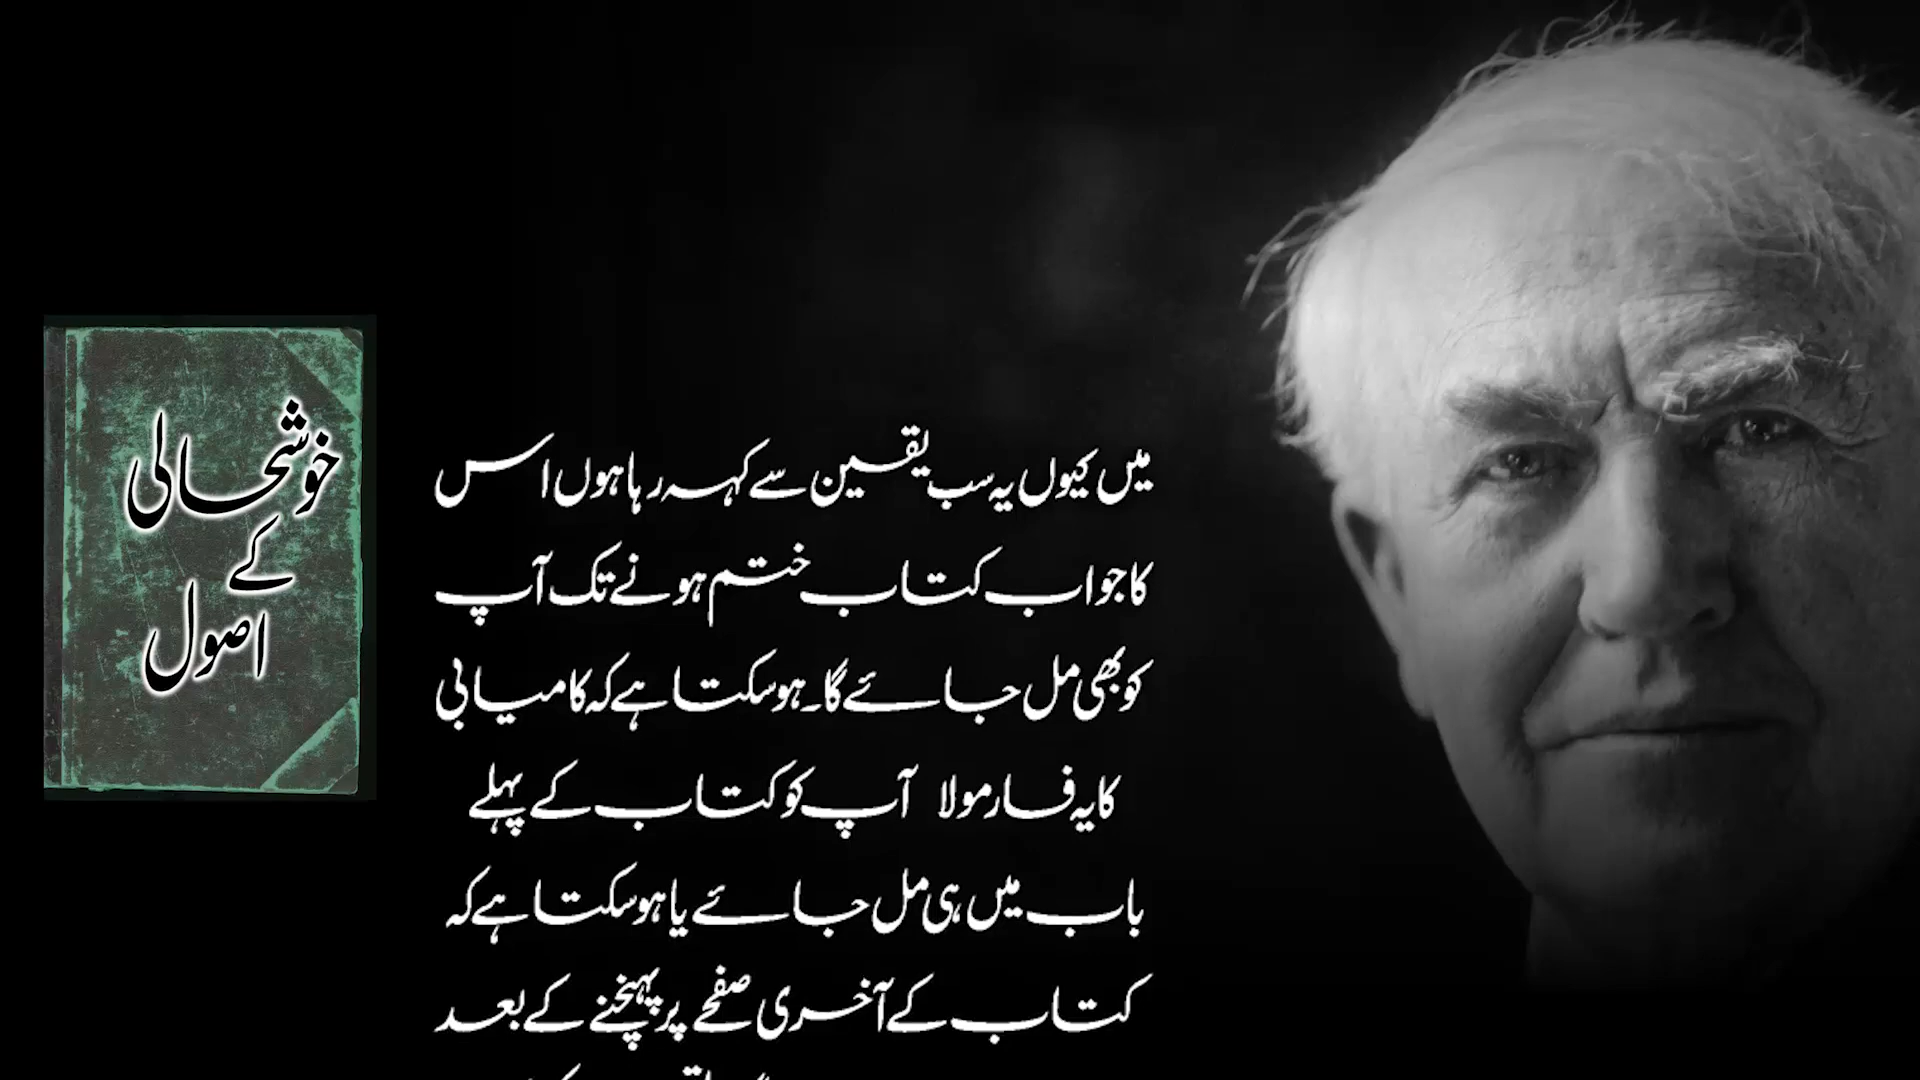 خوشحالی
کے
اصول
میں کیوں یہ سب یقین سے کہہ رہا ہوں اس
کا جواب کتاب ختم ہونے تک آپ
کو بھی مل جائے گا۔ ہو سکتا ہے کہ کامیابی
کا یہ فارمولا آپ کو کتاب کے پہلے
باب میں ہی مل جائے یا ہو سکتا ہے کہ
کتاب کے آخری صفحے پر پہنچنے کے بعد